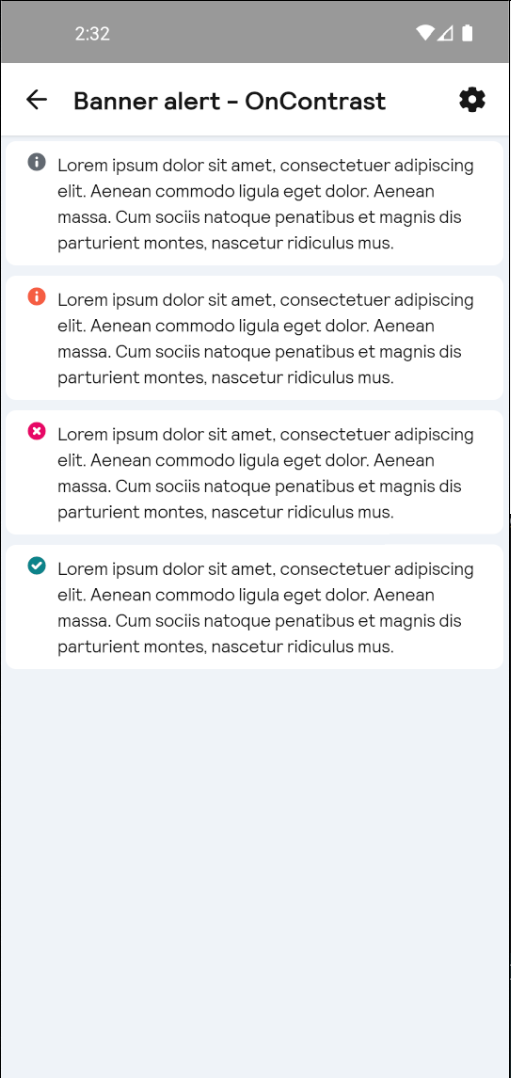 2:32
Banner alert - OnContrast
Lorem ipsum dolor sit amet, consectetuer adipiscing
elit. Aenean commodo ligula eget dolor. Aenean
massa. Cum sociis natoque penatibus et magnis dis
parturient montes, nascetur ridiculus mus.
Lorem ipsum dolor sit amet, consectetuer adipiscing
elit. Aenean commodo ligula eget dolor. Aenean
massa. Cum sociis natoque penatibus et magnis dis
parturient montes, nascetur ridiculus mus.
Lorem ipsum dolor sit amet, consectetuer adipiscing
elit. Aenean commodo ligula eget dolor. Aenean
massa. Cum sociis natoque penatibus et magnis dis
parturient montes, nascetur ridiculus mus.
Lorem ipsum dolor sit amet, consectetuer adipiscing
elit. Aenean commodo ligula eget dolor. Aenean
massa. Cum sociis natoque penatibus et magnis dis
parturient montes, nascetur ridiculus mus.